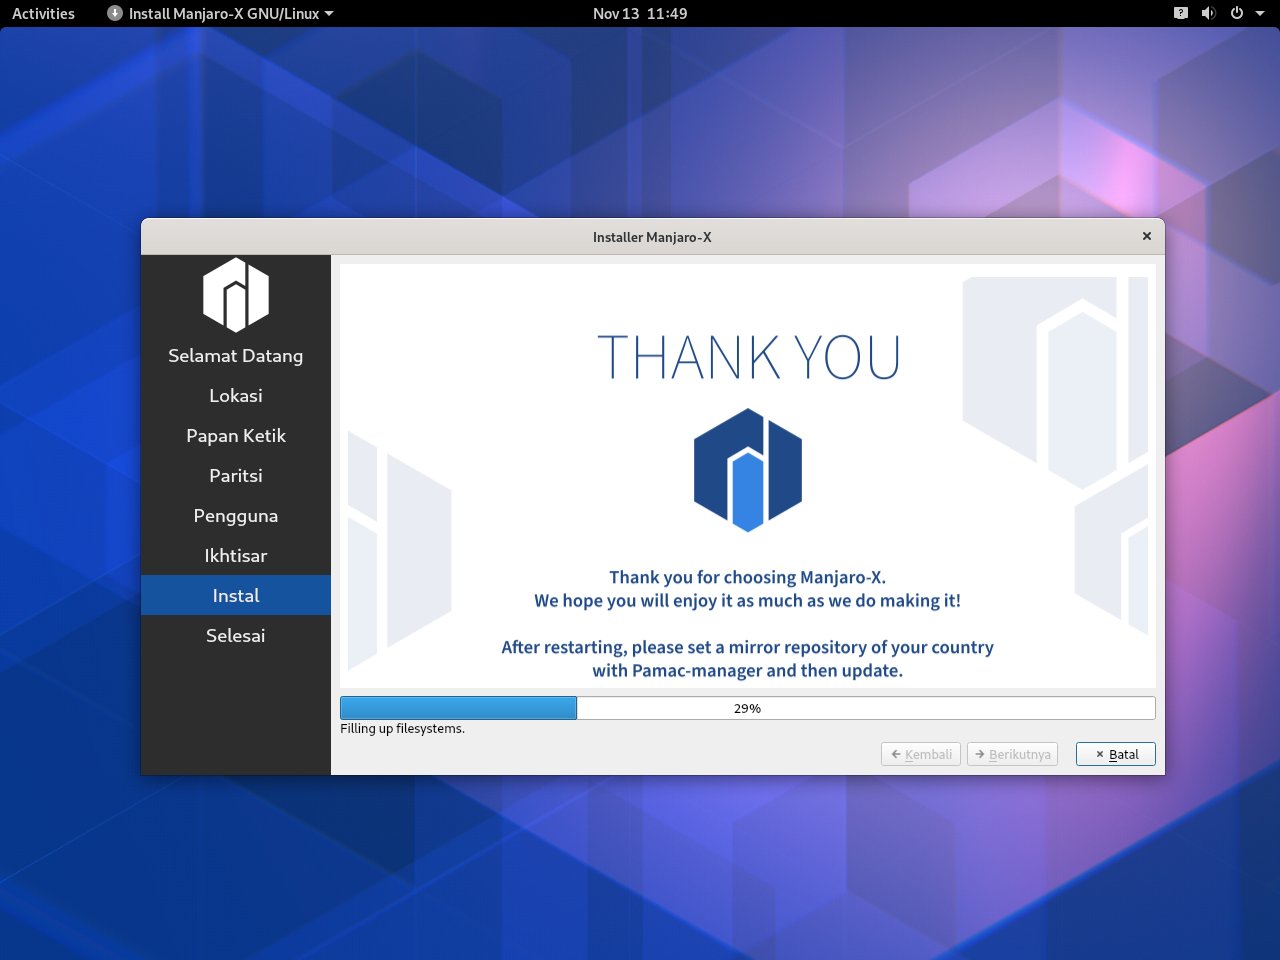 Activities
Install Manjaro-X GNU/Linux
Nov 13 11:49
Installer Manjaro-X
Selamat Datang
Lokasi
Papan Ketik
Paritsi
Pengguna
Ikhtisar
Instal
Selesai
THANK YOU
Thank you for choosing Manjaro-X.
We hope you will enjoy it as much as we do making it!
After restarting, please set a mirror repository of your country
with Pamac-manager and then update.
29%
Filling up filesystems.
Kembali
Berikutnya
Batal